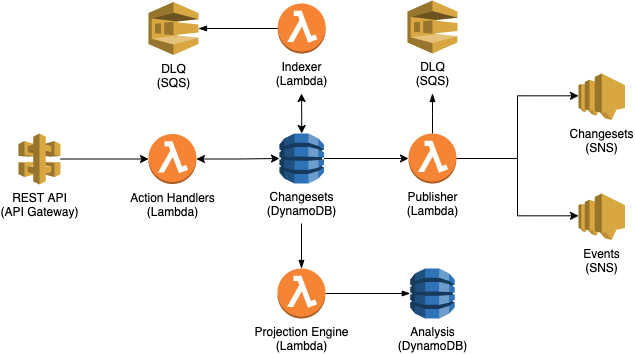 DLQ
(SQS)
Indexer
(Lambda)
DLQ
(SQS)
Changesets
(SNS)
REST API
(API Gateway)
Action Handlers
(Lambda)
Changesets
(DynamoDB)
Publisher
(Lambda)
Events
(SNS)
Projection Engine
(Lambda)
Analysis
(DynamoDB)